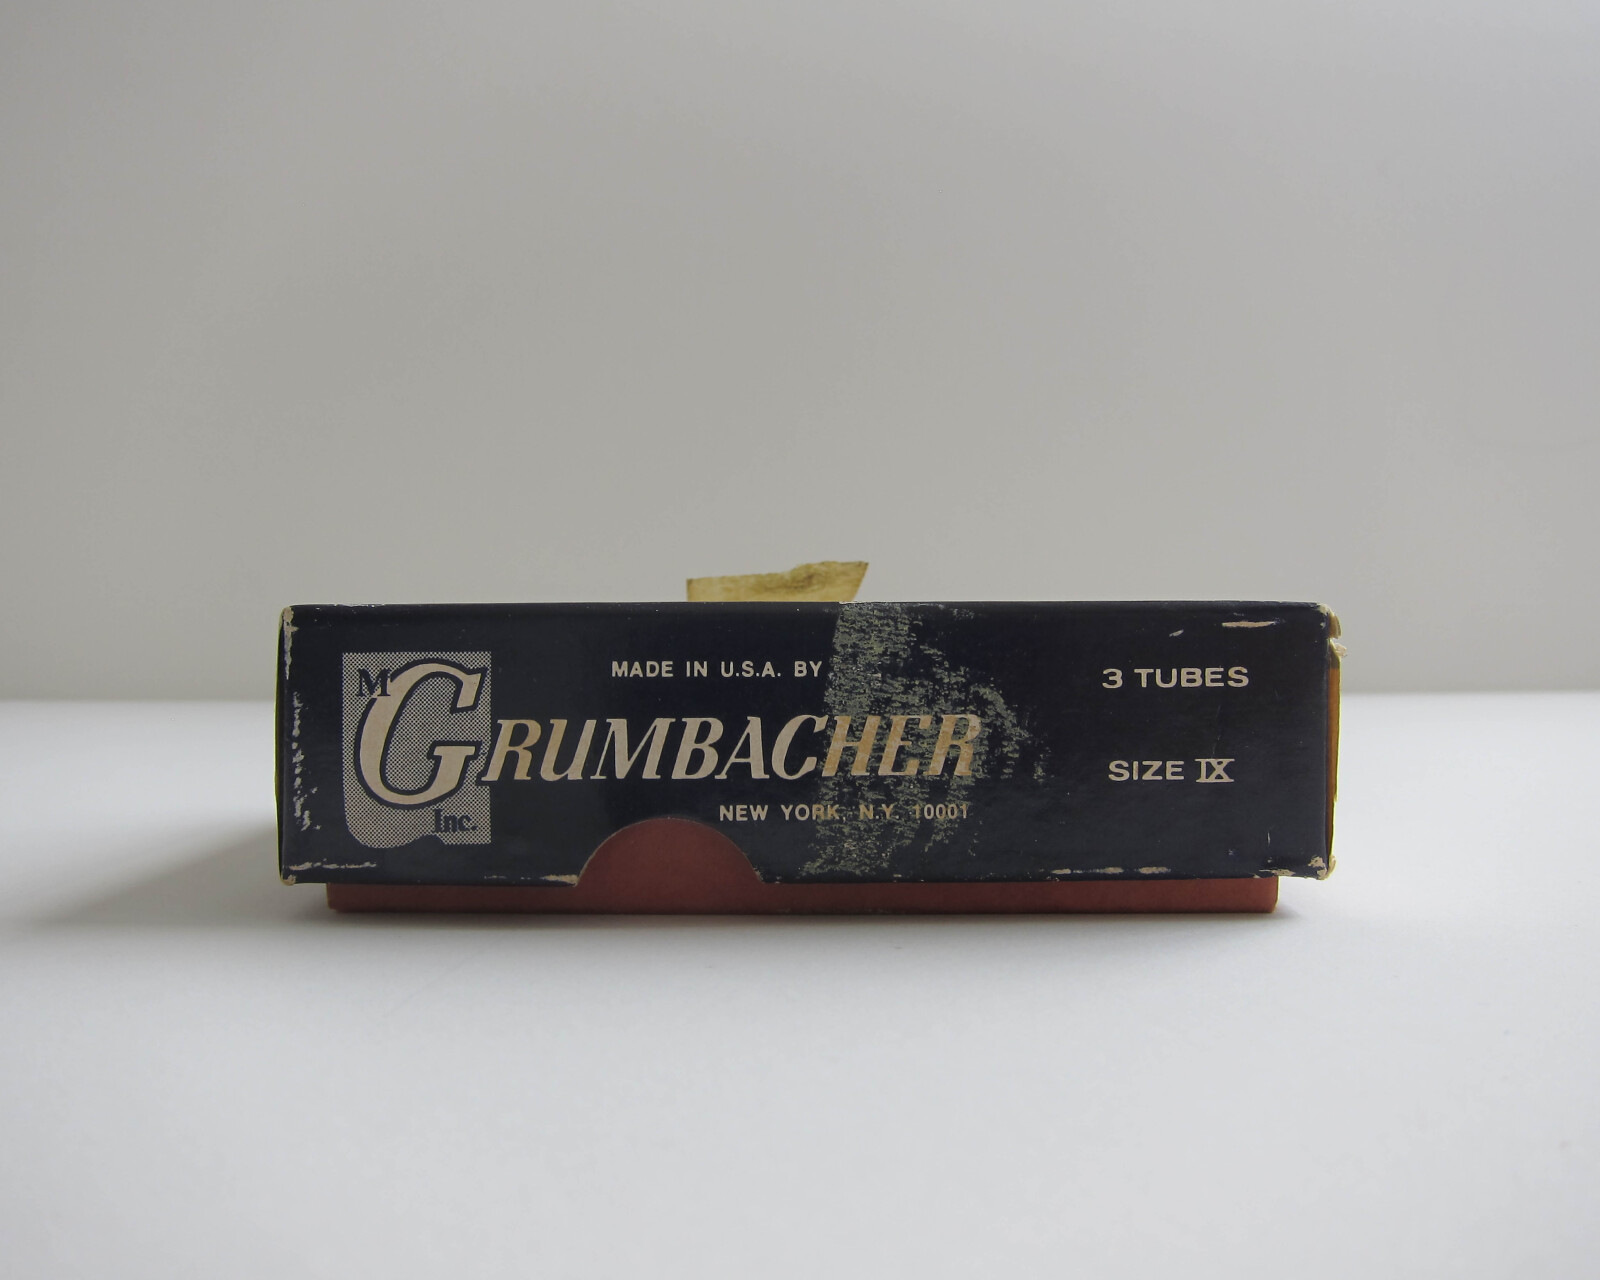 M GRUMBACHER Inc.
MADE IN U.S.A. BY
NEW YORK, N.Y. 10001
3 TUBES
SIZE IX